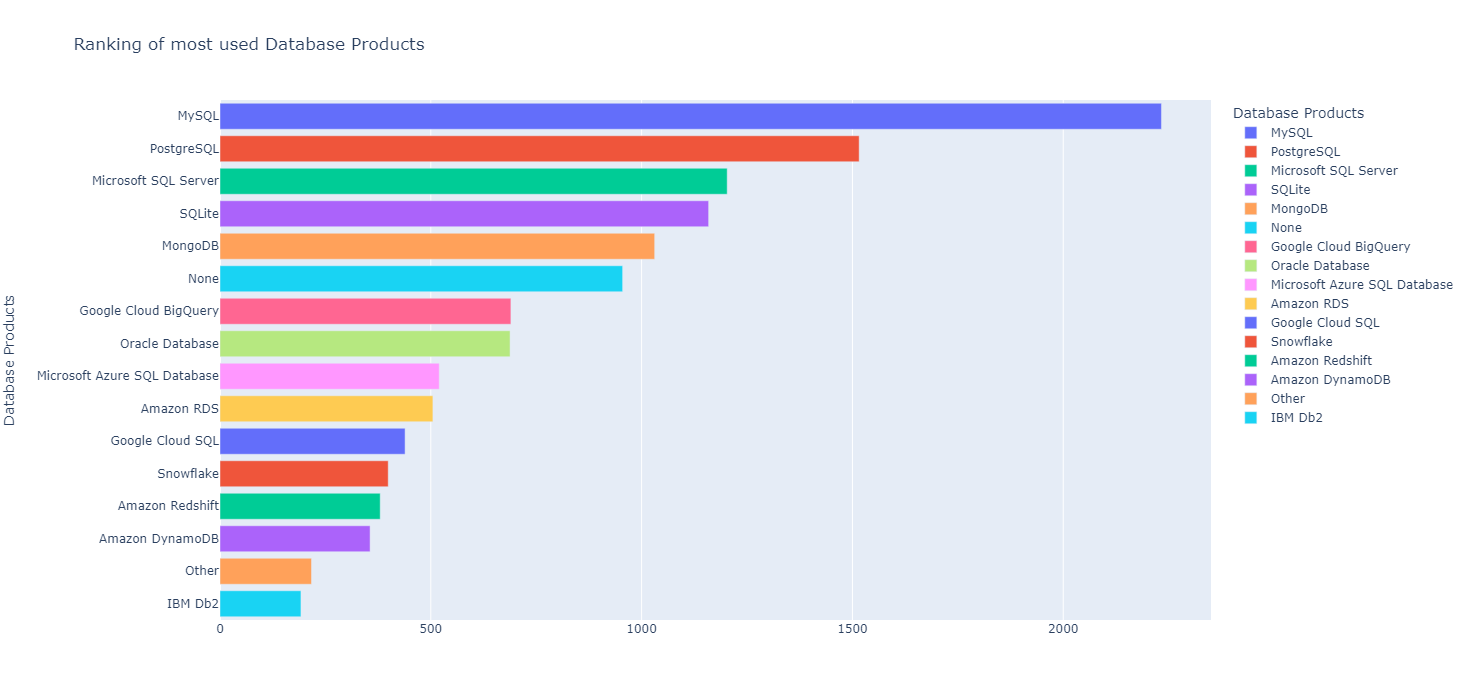 Ranking of most used Database Products
Database Products
MySQL
PostgreSQL
Microsoft SQL Server
SQLite
MongoDB
None
Google Cloud BigQuery
Oracle Database
Microsoft Azure SQL Database
Amazon RDS
Google Cloud SQL
Snowflake
Amazon Redshift
Amazon DynamoDB
Other
IBM Db2
0 500 1000 1500 2000
Database Products
MySQL
PostgreSQL
Microsoft SQL Server
SQLite
MongoDB
None
Google Cloud BigQuery
Oracle Database
Microsoft Azure SQL Database
Amazon RDS
Google Cloud SQL
Snowflake
Amazon Redshift
Amazon DynamoDB
Other
IBM Db2